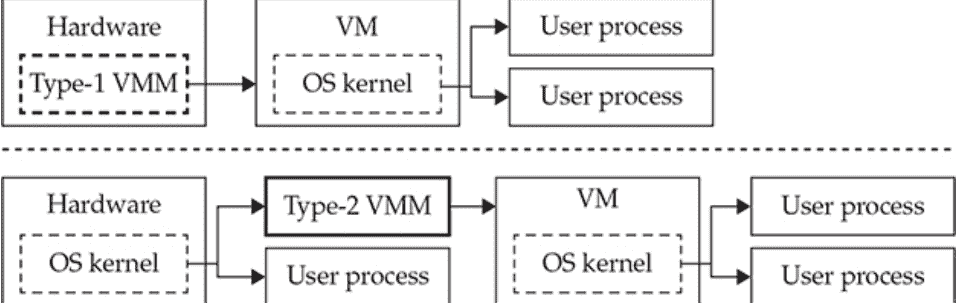 Hardware
VM
User process
Type-1 VMM
OS kernel
User process
Hardware
Type-2 VMM
VM
User process
OS kernel
User process
OS kernel
User process